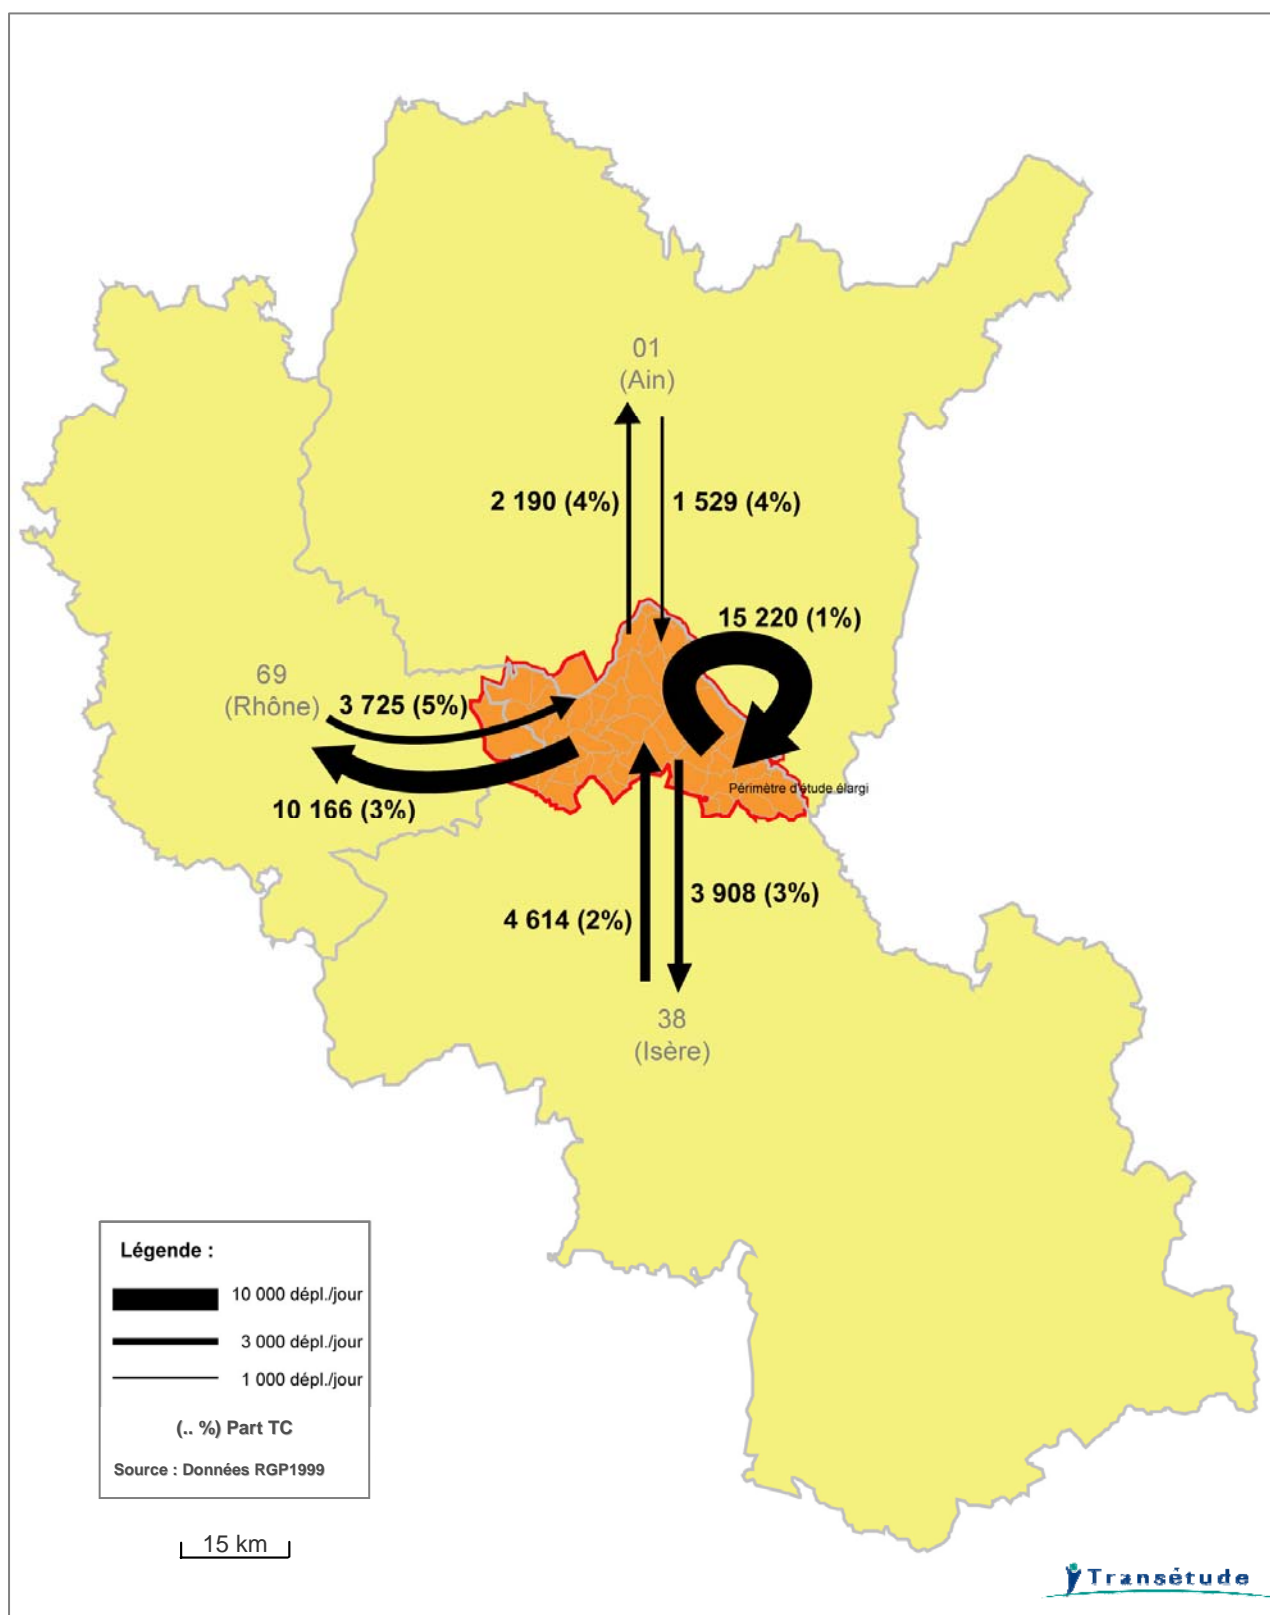 01
(Ain)
2 190 (4%)
1 529 (4%)
15 220 (1%)
69
(Rhône)
3 725 (5%)
Périmètre d'étude élargi
10 166 (3%)
3 908 (3%)
4 614 (2%)
38
(Isère)
Légende :
10 000 dépl./jour
3 000 dépl./jour
1 000 dépl./jour
(.. %) Part TC
Source : Données RGP1999
15 km
Transétude